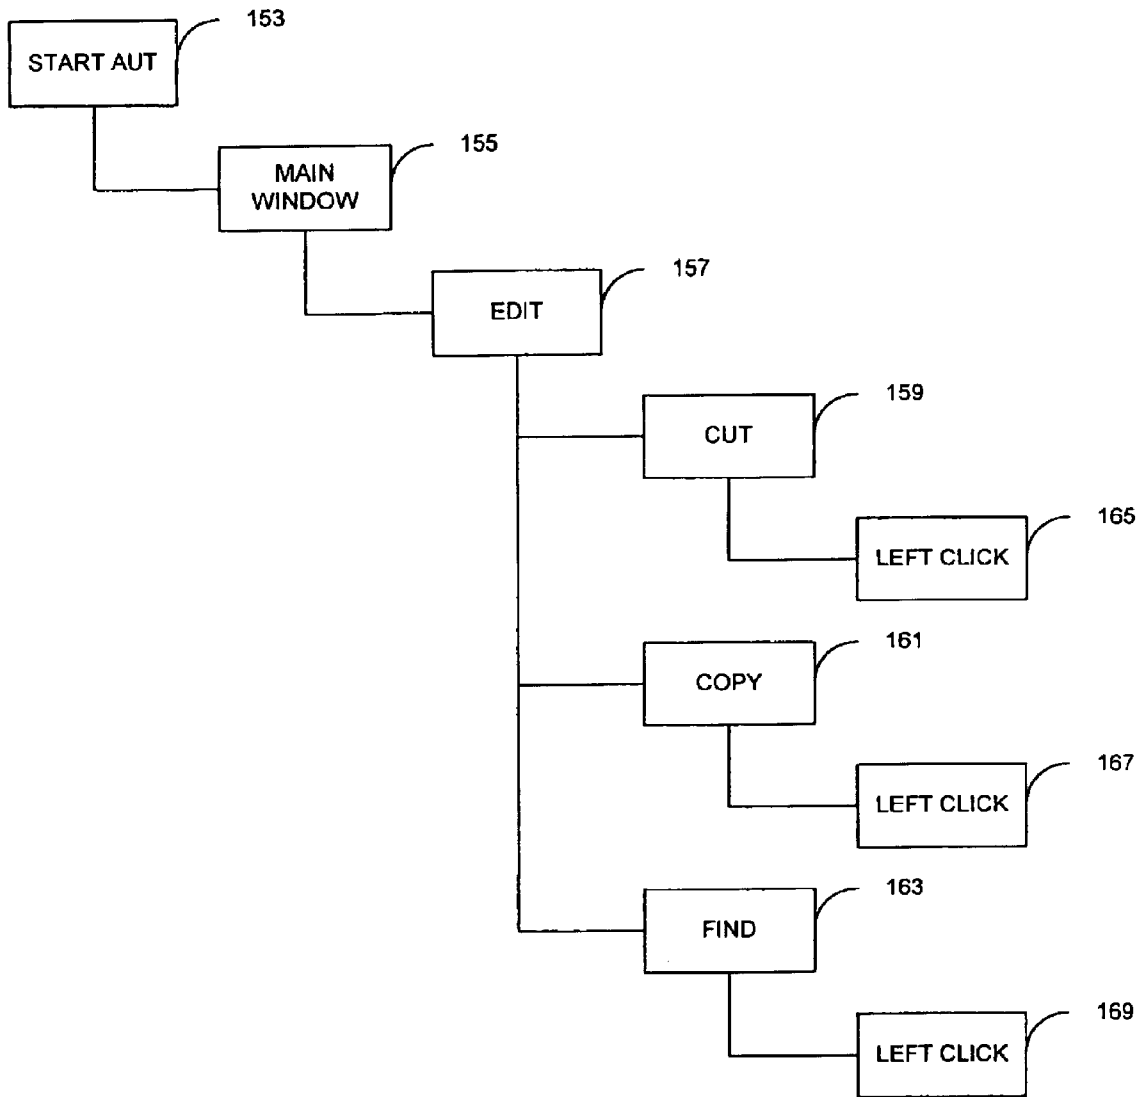 153
START AUT
155
MAIN
WINDOW
157
EDIT
159
CUT
165
LEFT CLICK
161
COPY
167
LEFT CLICK
163
FIND
169
LEFT CLICK